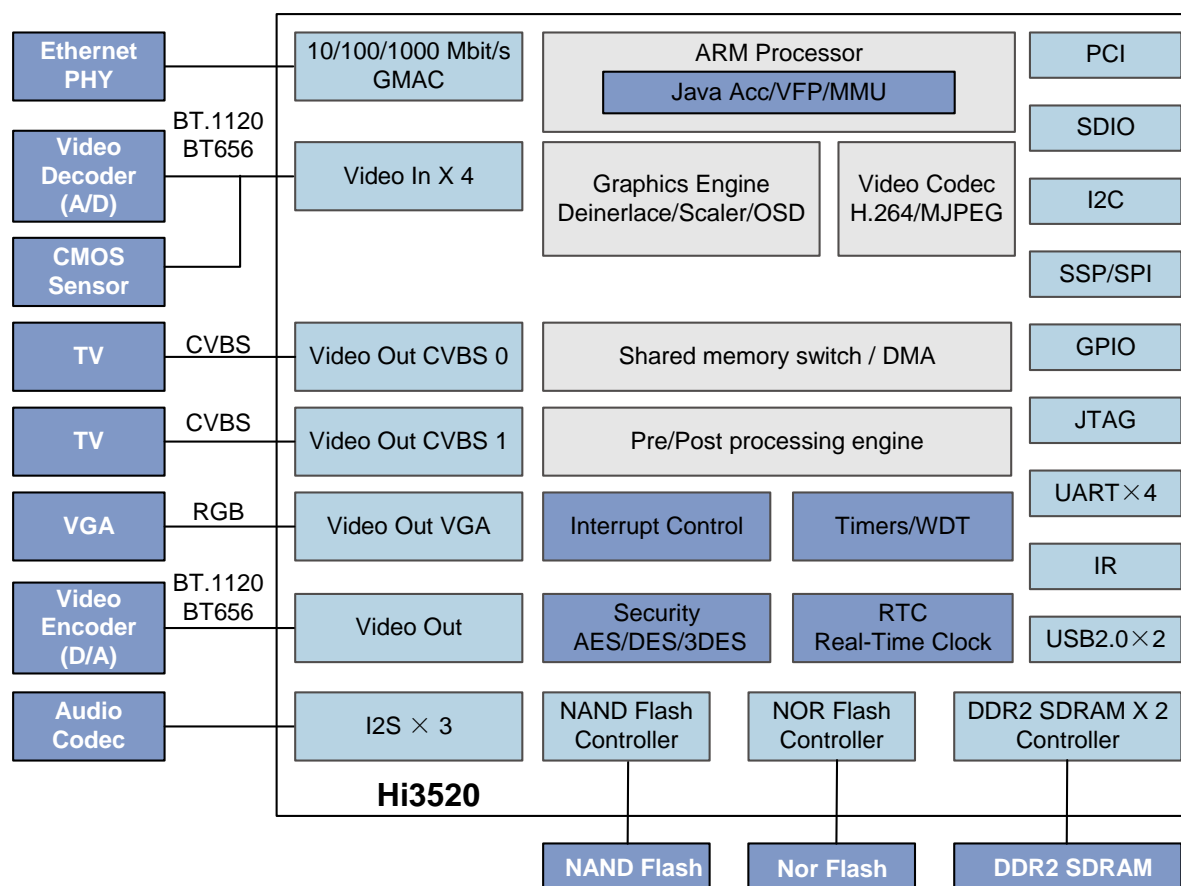 Ethernet
PHY
10/100/1000 Mbit/s
GMAC
ARM Processor
Java Acc/VFP/MMU
PCI
SDIO
BT.1120
BT656
Video
Decoder
(A/D)
Video In X 4
Graphics Engine
Deinerlace/Scaler/OSD
Video Codec
H.264/MJPEG
I2C
CMOS
Sensor
SSP/SPI
TV
CVBS
Video Out CVBS 0
Shared memory switch / DMA
GPIO
TV
CVBS
Video Out CVBS 1
Pre/Post processing engine
JTAG
VGA
RGB
Video Out VGA
Interrupt Control
Timers/WDT
UART×4
IR
BT.1120
BT656
Video
Encoder
(D/A)
Video Out
Security
AES/DES/3DES
RTC
Real-Time Clock
USB2.0×2
Audio
Codec
I2S × 3
NAND Flash
Controller
NOR Flash
Controller
DDR2 SDRAM X 2
Controller
Hi3520
NAND Flash
Nor Flash
DDR2 SDRAM